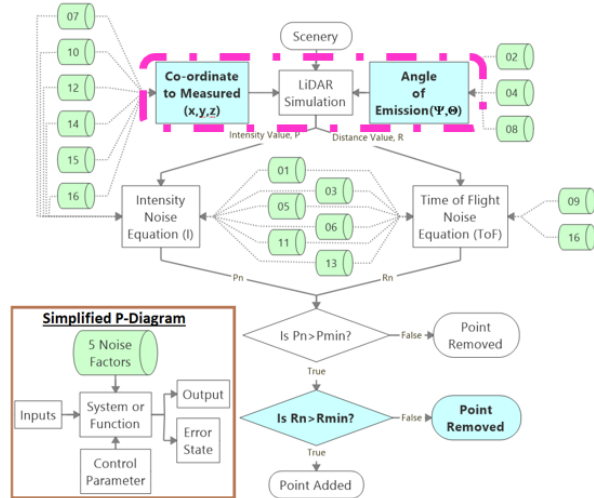 07
10
12
14
15
16
Scenery
Co-ordinate
to Measured
(x,y,z)
LiDAR
Simulation
Angle
of
Emission(Ψ,Θ)
02
04
08
Intensity Value, P
Distance Value, R
Intensity
Noise
Equation (I)
01
03
05
06
11
13
Time of Flight
Noise
Equation (ToF)
09
16
Pn
Rn
Is Pn>Pmin?
False
Point
Removed
True
Is Rn>Rmin?
False
Point
Removed
True
Point Added
Simplified P-Diagram
5 Noise
Factors
Inputs
System or
Function
Output
Error
State
Control
Parameter